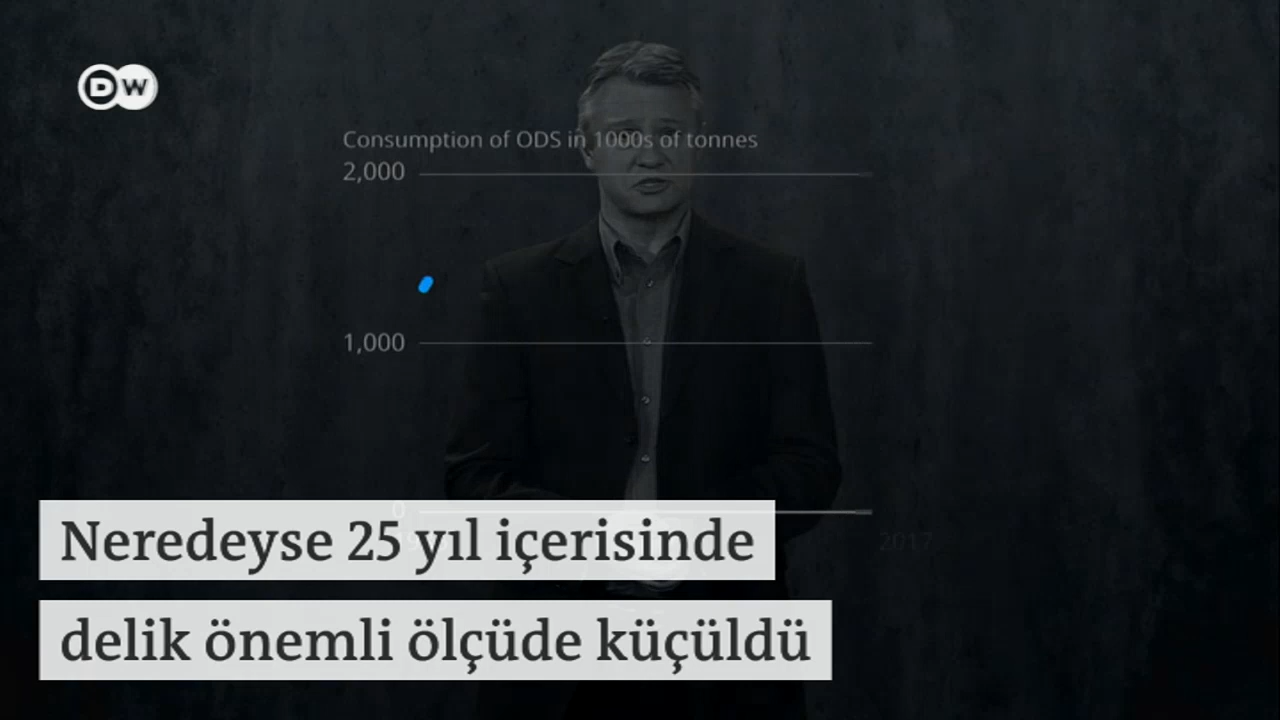 DW
Consumption of ODS in 1000s of tonnes
2,000
1,000
0
2017
Neredeyse 25 yıl içerisinde
delik önemli ölçüde küçüldü